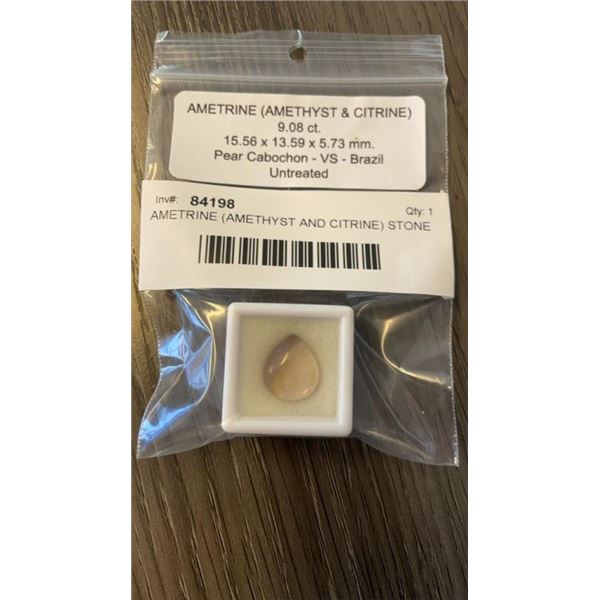 AMETRINE (AMETHYST & CITRINE)
9.08 ct.
15.56 x 13.59 x 5.73 mm.
Pear Cabochon - VS - Brazil
Untreated
Inv#: 84198 Qty: 1
AMETRINE (AMETHYST AND CITRINE) STONE